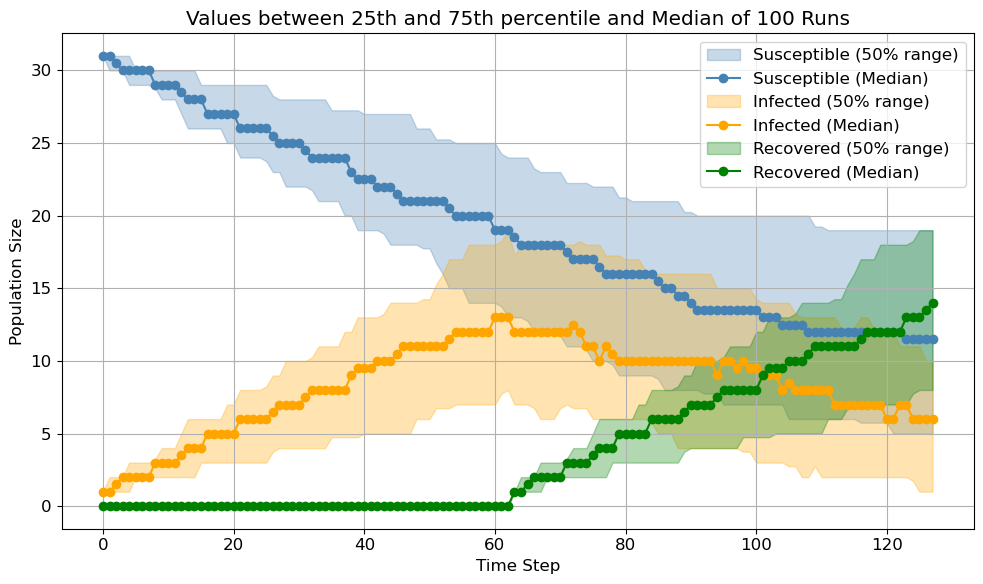 Values between 25th and 75th percentile and Median of 100 Runs
Susceptible (50% range)
Susceptible (Median)
Infected (50% range)
Infected (Median)
Recovered (50% range)
Recovered (Median)
Population Size
30
25
20
15
10
5
0
0 20 40 60 80 100 120
Time Step